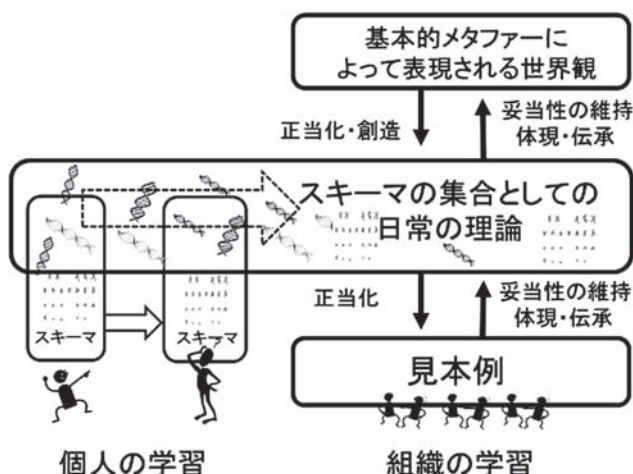 基本的メタファーに
よって表現される世界観
正当化・創造
妥当性の維持
体現・伝承
スキーマの集合としての
日常の理論
正当化
妥当性の維持
体現・伝承
スキーマ
スキーマ
見本例
個人の学習
組織の学習